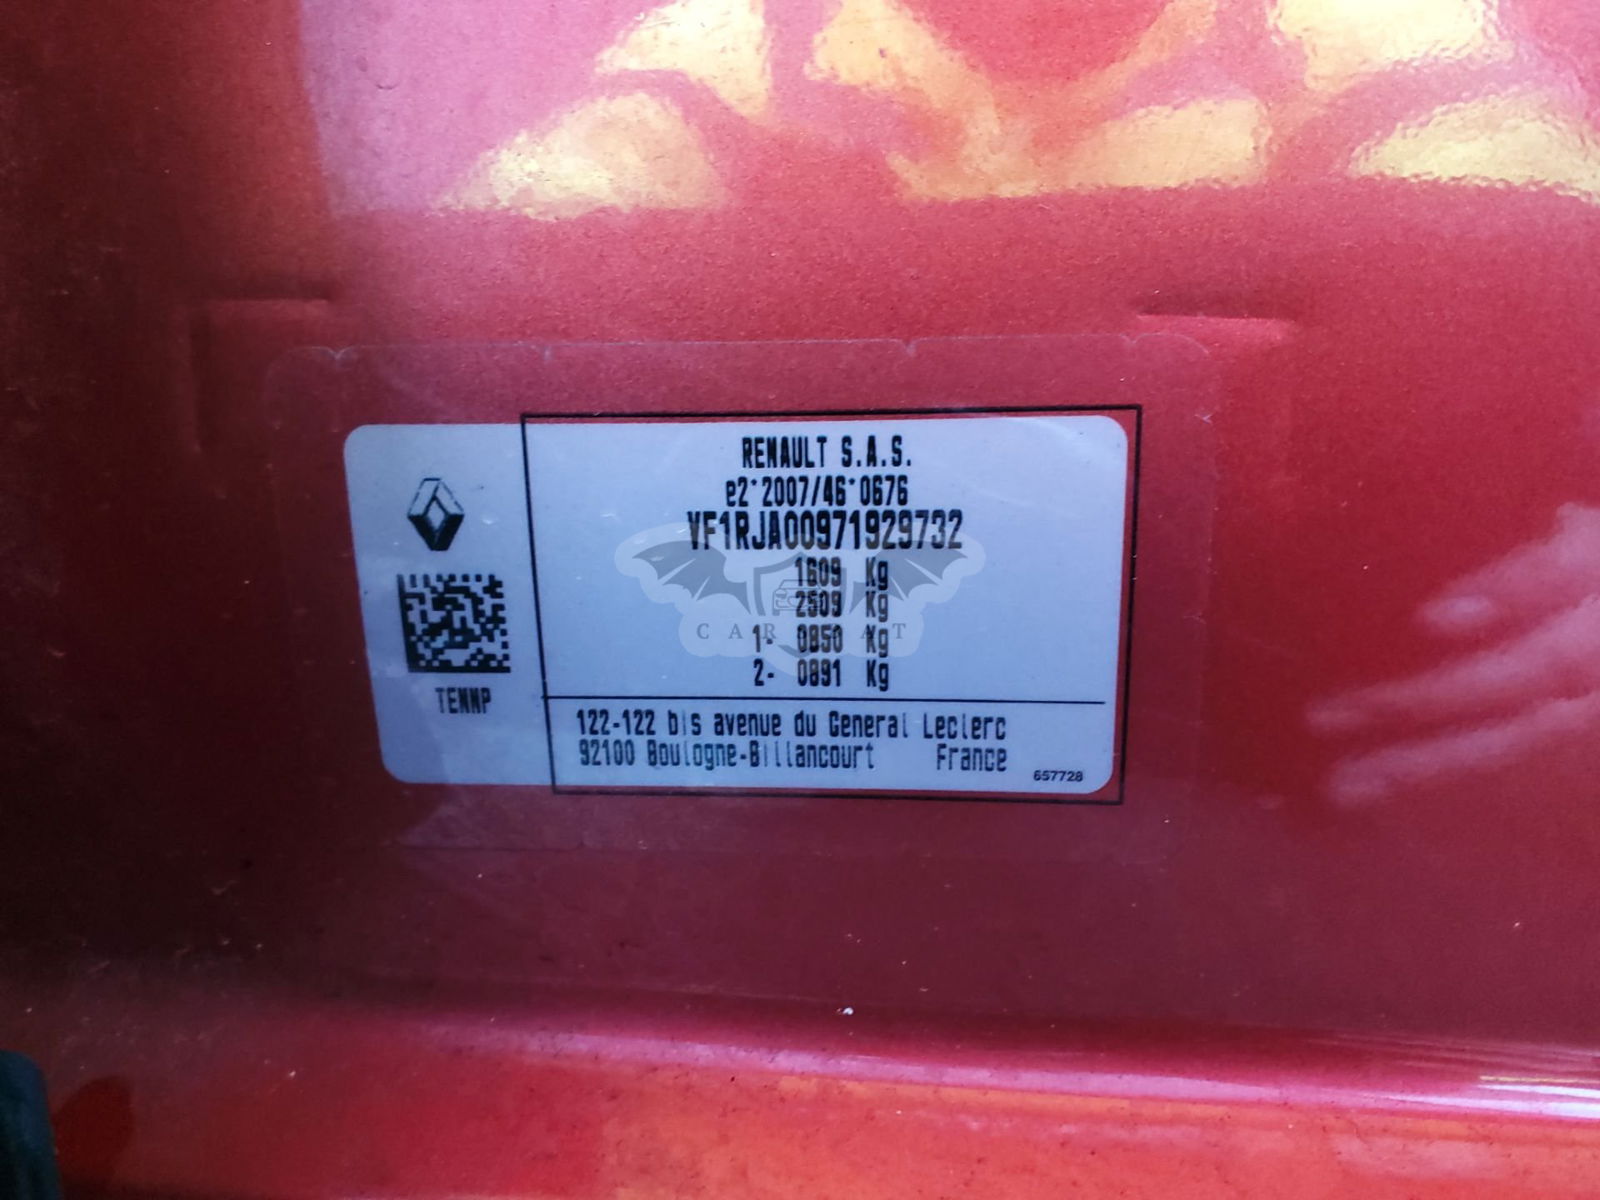 RENAULT S.A.S.
e2*2007/46*0676
VF1RJA00971929732
1609 Kg
2509 Kg
1- 0850 Kg
2- 0891 Kg
TENNP
122-122 bis avenue du General Leclerc
92100 Boulogne-Billancourt France
657728